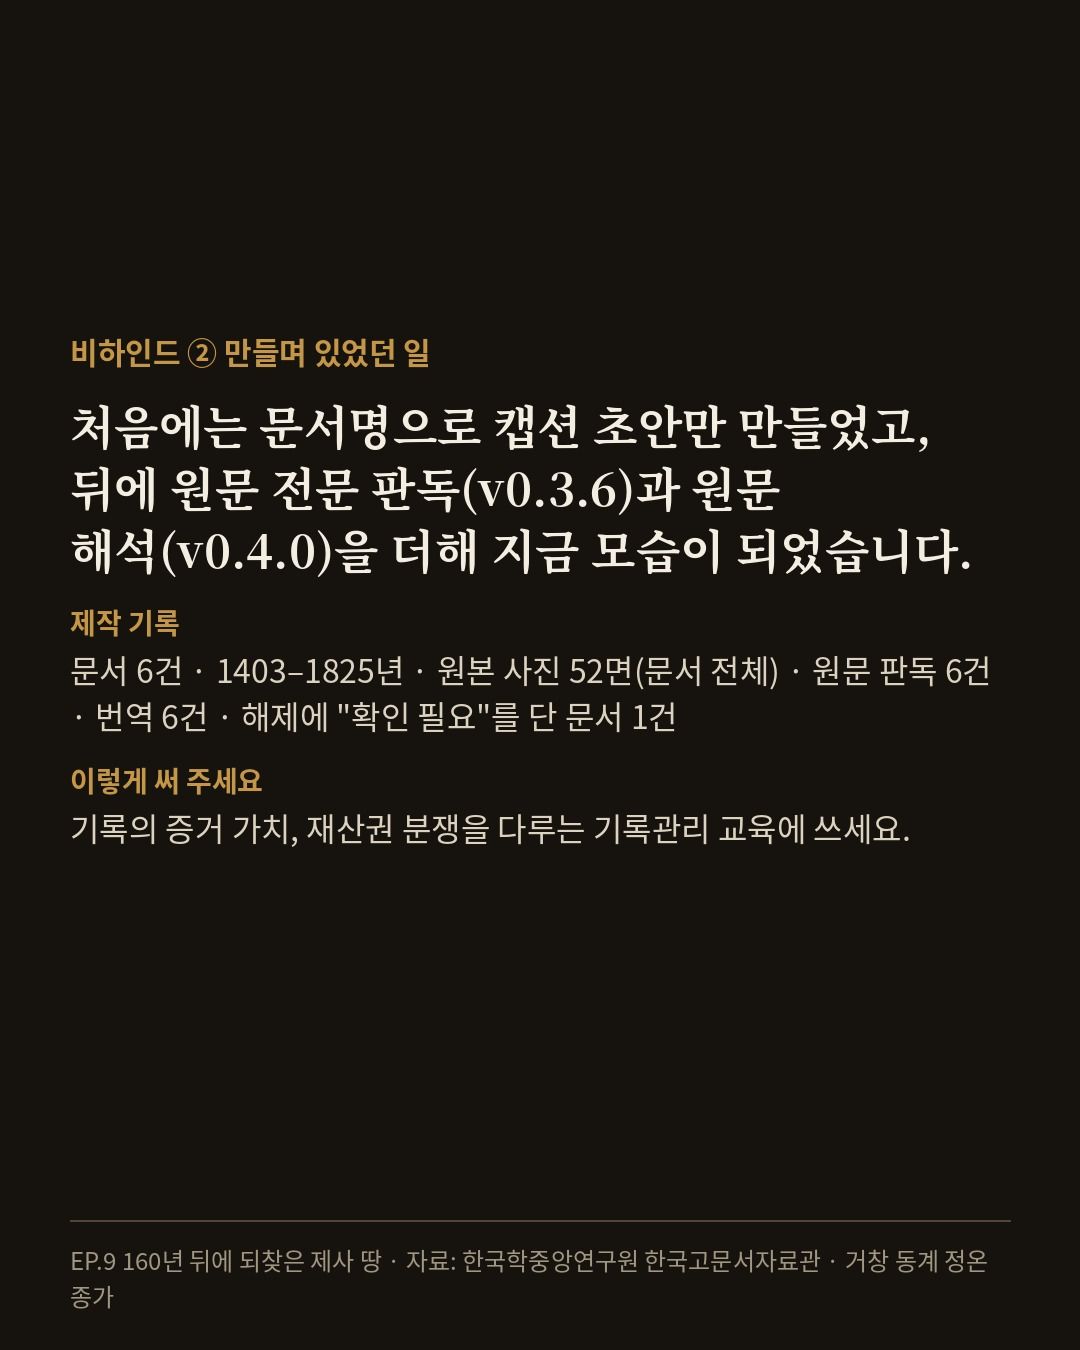 비하인드 ② 만들며 있었던 일
처음에는 문서명으로 캡션 초안만 만들었고,
뒤에 원문 전문 판독(v0.3.6)과 원문
해석(v0.4.0)을 더해 지금 모습이 되었습니다.
제작 기록
문서 6건 · 1403–1825년 · 원본 사진 52면(문서 전체) · 원문 판독 6건
· 번역 6건 · 해제에 "확인 필요"를 단 문서 1건
이렇게 써 주세요
기록의 증거 가치, 재산권 분쟁을 다루는 기록관리 교육에 쓰세요.
EP.9 160년 뒤에 되찾은 제사 땅 · 자료: 한국학중앙연구원 한국고문서자료관 · 거창 동계 정온
종가